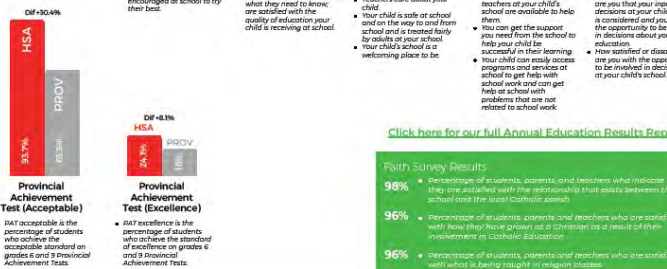 encouraged at school to try
their best.
what they need to know;
are satisfied with the
quality of education your
child is receiving at school.
child.
• Your child is safe at school
and on the way to and from
school and is treated fairly
by adults at your school.
• Your child's school is a
welcoming place to be.
teachers at your child's
school are available to help
them.
• You can get the support
you need from the school to
help your child be
successful in their learning.
• Your child can easily access
programs and services at
school to get help with
school work and can get
help at school with
problems that are not
related to school work.
are you that your
decisions at your
is considered and
the opportunity to be
in decisions about
education.
• How satisfied or
are you with the
to be involved in
at your child's school.
Dif +30.4%
HSA
PROV
93.7%
Dif +8.1%
HSA
PROV
24.1%
Provincial
Achievement
Test (Acceptable)
PAT acceptable is the
percentage of students
who achieve the
acceptable standard on
grades 6 and 9 Provincial
Achievement Tests.
Provincial
Achievement
Test (Excellence)
• PAT excellence is the
percentage of students
who achieve the standard
of excellence on grades 6
and 9 Provincial
Achievement Tests.
Click here for our full Annual Education Results
Faith Survey Results
98% • Percentage of students, parents, and teachers who indicate
they are satisfied with the relationship that exists between
school and the local Catholic parish
96% • Percentage of students, parents and teachers who are
with how they have grown as a Christian as a result of their
involvement in Catholic Education
96% • Percentage of students, parents and teachers who are
with what is being taught in religion classes